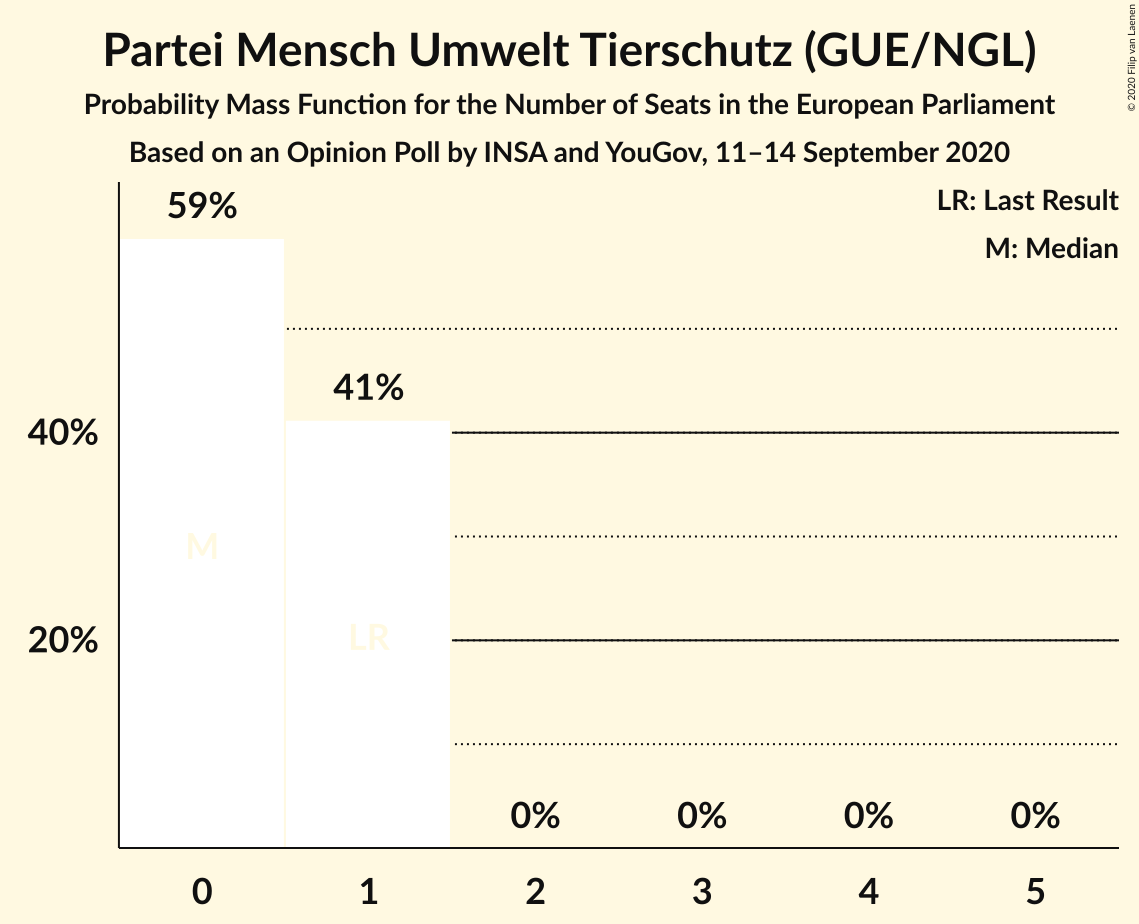 Partei Mensch Umwelt Tierschutz (GUE/NGL)
Probability Mass Function for the Number of Seats in the European Parliament
Based on an Opinion Poll by INSA and YouGov, 11–14 September 2020
© 2020 Filip van Laenen
LR: Last Result
M: Median
59%
41%
40%
M
LR
20%
0% 0% 0% 0%
0 1 2 3 4 5